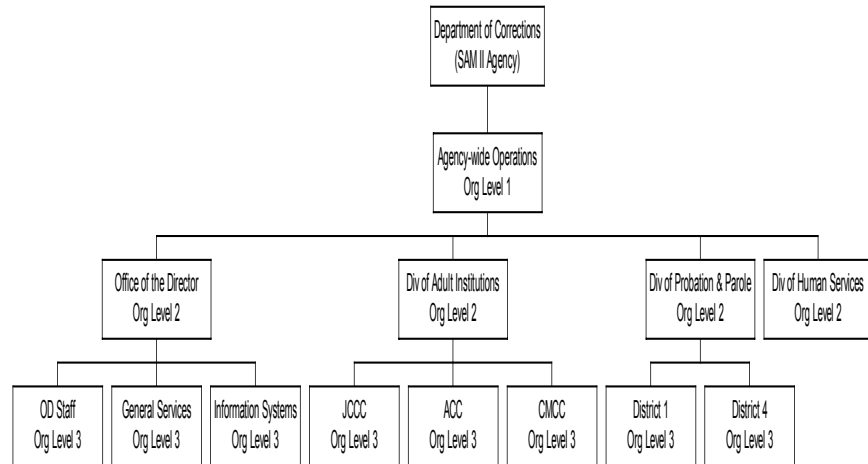 Department of Corrections
(SAM II Agency)
Agency-wide Operations
Org Level 1
Office of the Director
Org Level 2
Div of Adult Institutions
Org Level 2
Div of Probation & Parole
Org Level 2
Div of Human Services
Org Level 2
OD Staff
Org Level 3
General Services
Org Level 3
Information Systems
Org Level 3
JCCC
Org Level 3
ACC
Org Level 3
CMCC
Org Level 3
District 1
Org Level 3
District 4
Org Level 3